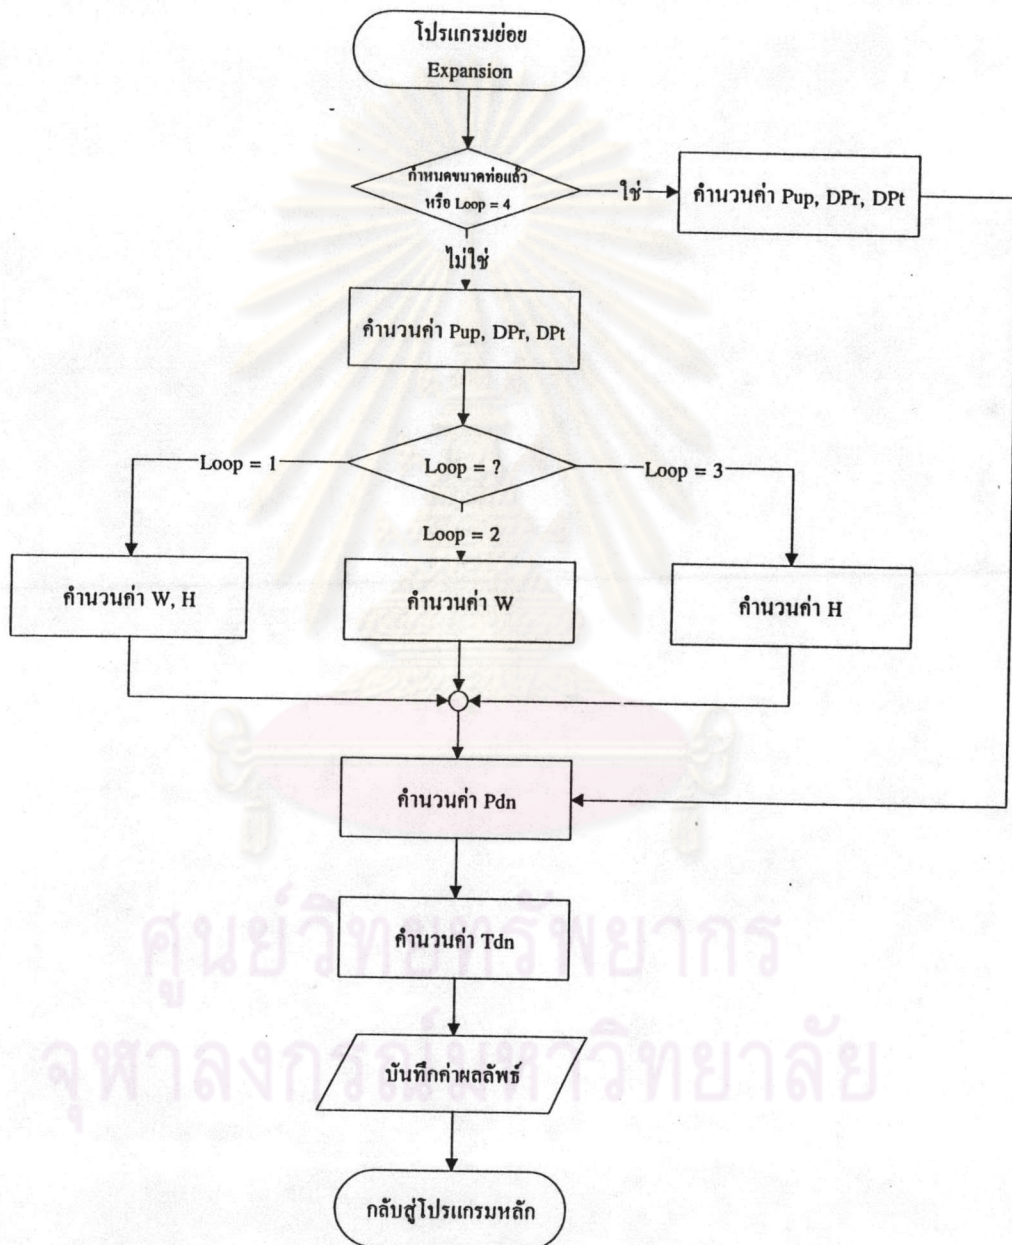 โปรแกรมย่อย
Expansion
กำหนดขนาดท่อแล้ว
หรือ Loop = 4
ใช่
คำนวนค่า Pup, DPr, DPt
ไม่ใช่
คำนวนค่า Pup, DPr, DPt
Loop = 1
Loop = ?
Loop = 3
Loop = 2
คำนวนค่า W, H
คำนวนค่า W
คำนวนค่า H
คำนวนค่า Pdn
คำนวนค่า Tdn
ศูนย์วิทยทรัพยากร
จุฬาลงกรณ์มหาวิทยาลัย
บันทึกค่าผลลัพธ์
กลับสู่โปรแกรมหลัก